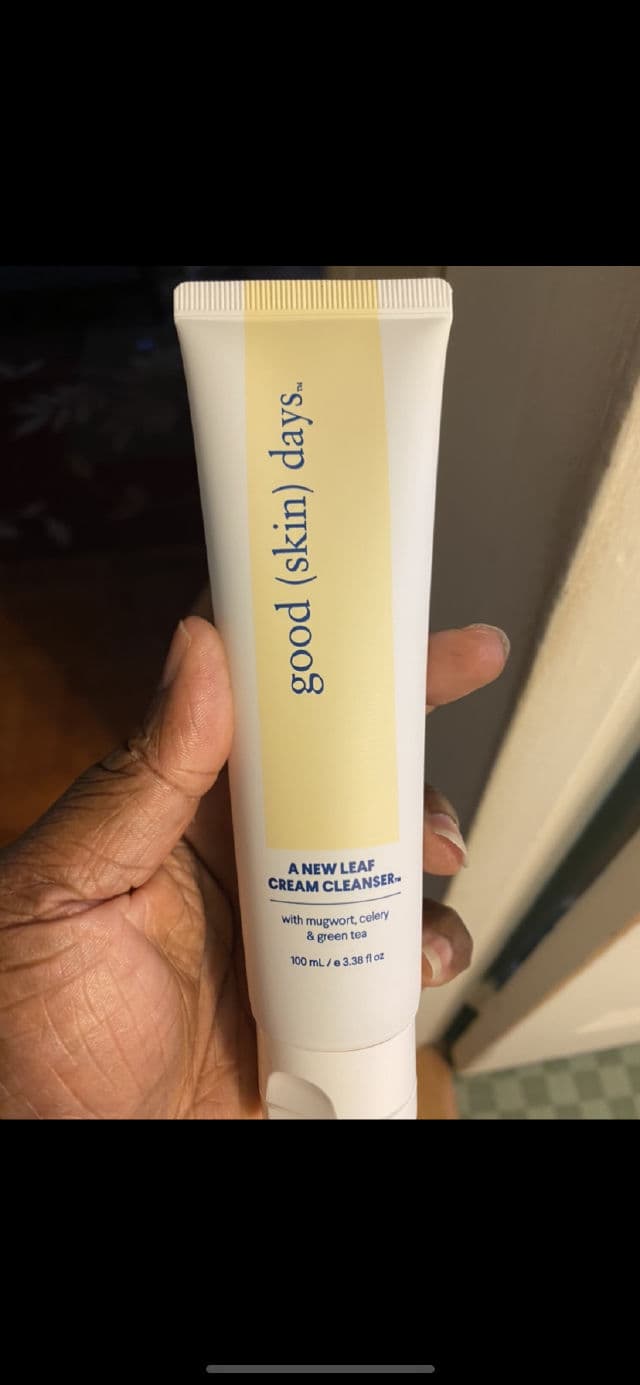 good (skin) days™
A NEW LEAF
CREAM CLEANSER™
with mugwort, celery
& green tea
100 mL / e 3.38 fl oz